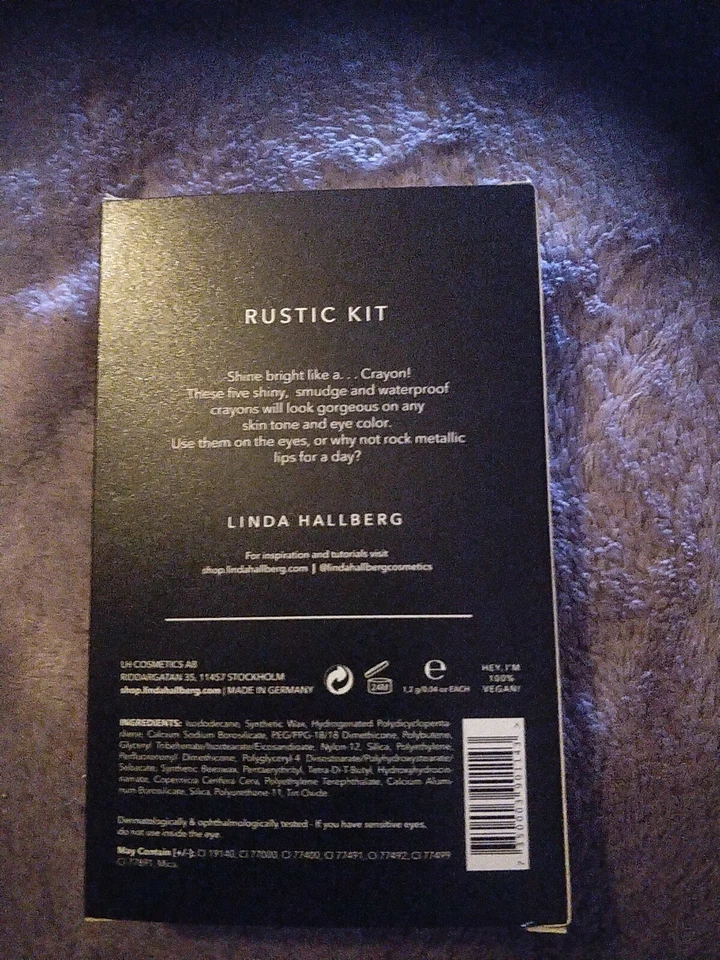 RUSTIC KIT
Shine bright like a. . . Crayon!
These five shiny, smudge and waterproof
crayons will look gorgeous on any
skin tone and eye color.
Use them on the eyes, or why not rock metallic
lips for a day?
LINDA HALLBERG
For inspiration and tutorials visit
shop.lindahallberg.com | @lindahallbergcosmetics
LH COSMETICS AB
RIDDARGATAN 35, 11457 STOCKHOLM
shop.lindahallberg.com | MADE IN GERMANY
24M
e
1,2 g/0.04 oz EACH
HEY, I'M
100%
VEGAN!
INGREDIENTS: Isododecane, Synthetic Wax, Hydrogenated Polydicyclopenta-
diene, Calcium Sodium Borosilicate, PEG/PPG-18/18 Dimethicone, Polybutene,
Glyceryl Tribehenate/Isostearate/Eicosandioate, Nylon-12, Silica, Polyethylene,
Perfluorononyl Dimethicone, Polyglyceryl-4 Diisostearate/Polyhydroxystearate/
Sebacate, Synthetic Beeswax, Pentaerythrityl, Tetra-Di-T-Butyl, Hydroxyhydrocin-
namate, Copernicia Cerifera Cera, Polyethylene Terephthalate, Calcium Alumi-
num Borosilicate, Silica, Polyurethane-11, Tin Oxide.
Dermatologically & ophthalmologically tested - If you have sensitive eyes,
do not use inside the eye.
May Contain [+/-]: CI 19140, CI 77000, CI 77400, CI 77491, CI 77492, CI 77499
CI 77891, Mica.